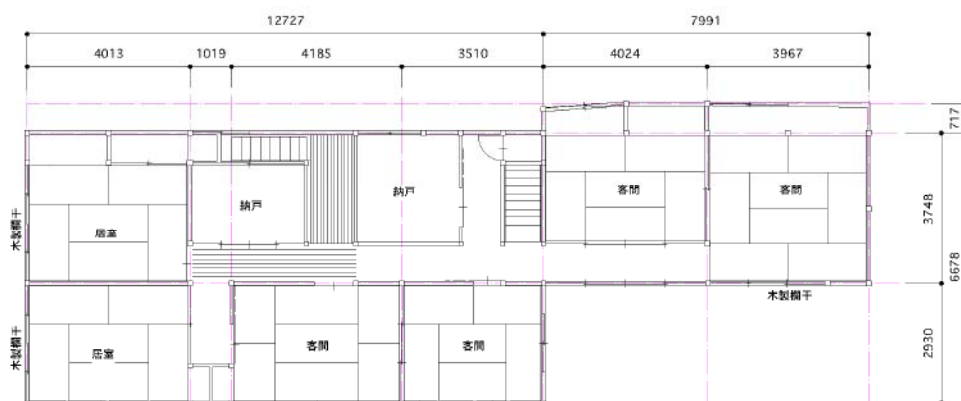 12727
7991
4013
1019
4185
3510
4024
3967
717
納戸
客間
客間
納戸
3748
木製欄干
居室
6678
木製欄干
木製欄干
居室
客間
客間
2930